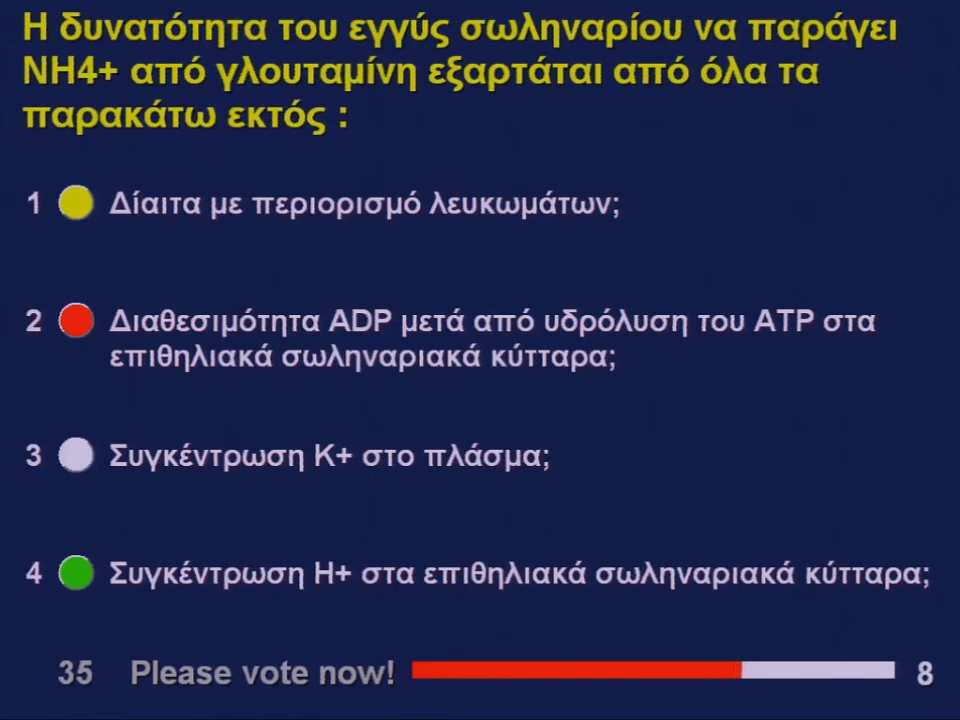 Η δυνατότητα του εγγύς σωληναρίου να παράγει
NH4+ από γλουταμίνη εξαρτάται από όλα τα
παρακάτω εκτός :
1 Δίαιτα με περιορισμό λευκωμάτων;
2 Διαθεσιμότητα ADP μετά από υδρόλυση του ATP στα
επιθηλιακά σωληναριακά κύτταρα;
3 Συγκέντρωση K+ στο πλάσμα;
4 Συγκέντρωση H+ στα επιθηλιακά σωληναριακά κύτταρα;
35 Please vote now! 8